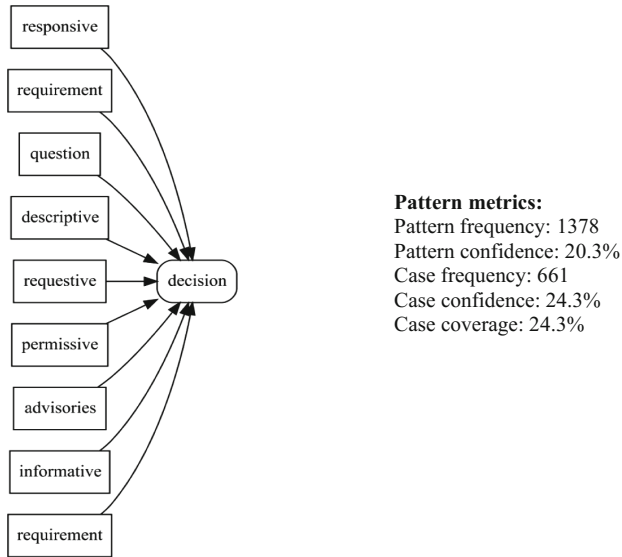 responsive
requirement
question
descriptive
requestive
permissive
advisories
informative
requirement
decision
Pattern metrics:
Pattern frequency: 1378
Pattern confidence: 20.3%
Case frequency: 661
Case confidence: 24.3%
Case coverage: 24.3%